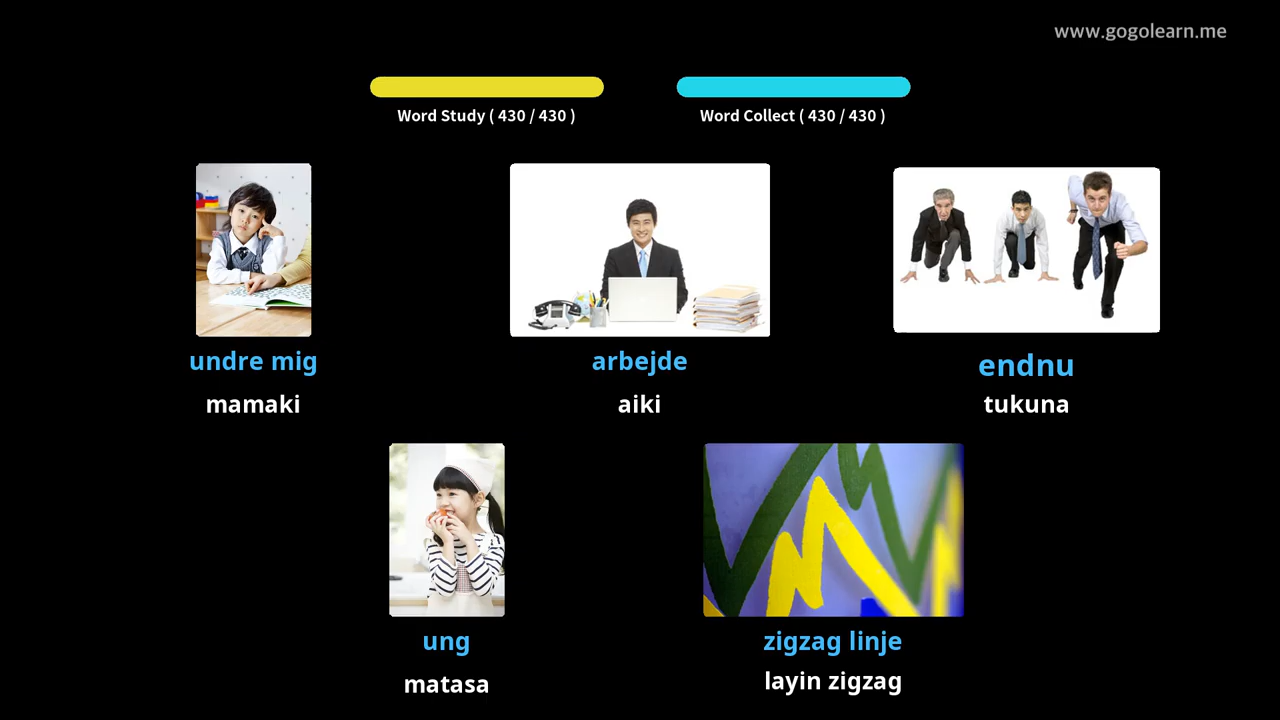 www.gogolearn.me
Word Study ( 430 / 430 )
Word Collect ( 430 / 430 )
undre mig
mamaki
arbejde
aiki
endnu
tukuna
ung
matasa
zigzag linje
layin zigzag